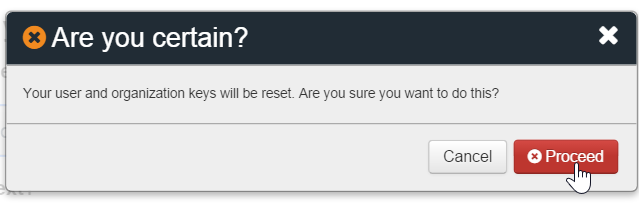 Are you certain?
Your user and organization keys will be reset. Are you sure you want to do this?
Cancel
Proceed